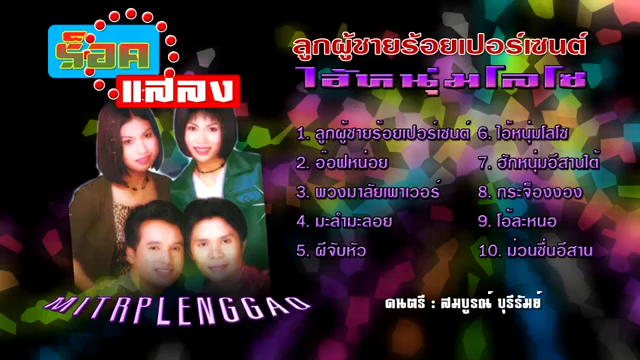 ร็อค
แสลง
ลูกผู้ชายร้อยเปอร์เซนต์
ไอ้หนุ่มโลโซ
1. ลูกผู้ชายร้อยเปอร์เซนต์
2. อ๊อฟหน่อย
3. พวงมาลัยเพาเวอร์
4. มะลำมะลอย
5. ผีจับหัว
6. ไอ้หนุ่มโลโซ
7. ฮักหนุ่มอีสานใต้
8. กระจ็องงอง
9. โอ้ละหนอ
10. ม่วนซื่นอีสาน
MITRPLENGGAO
ดนตรี : สมบูรณ์ บุรีรัมย์